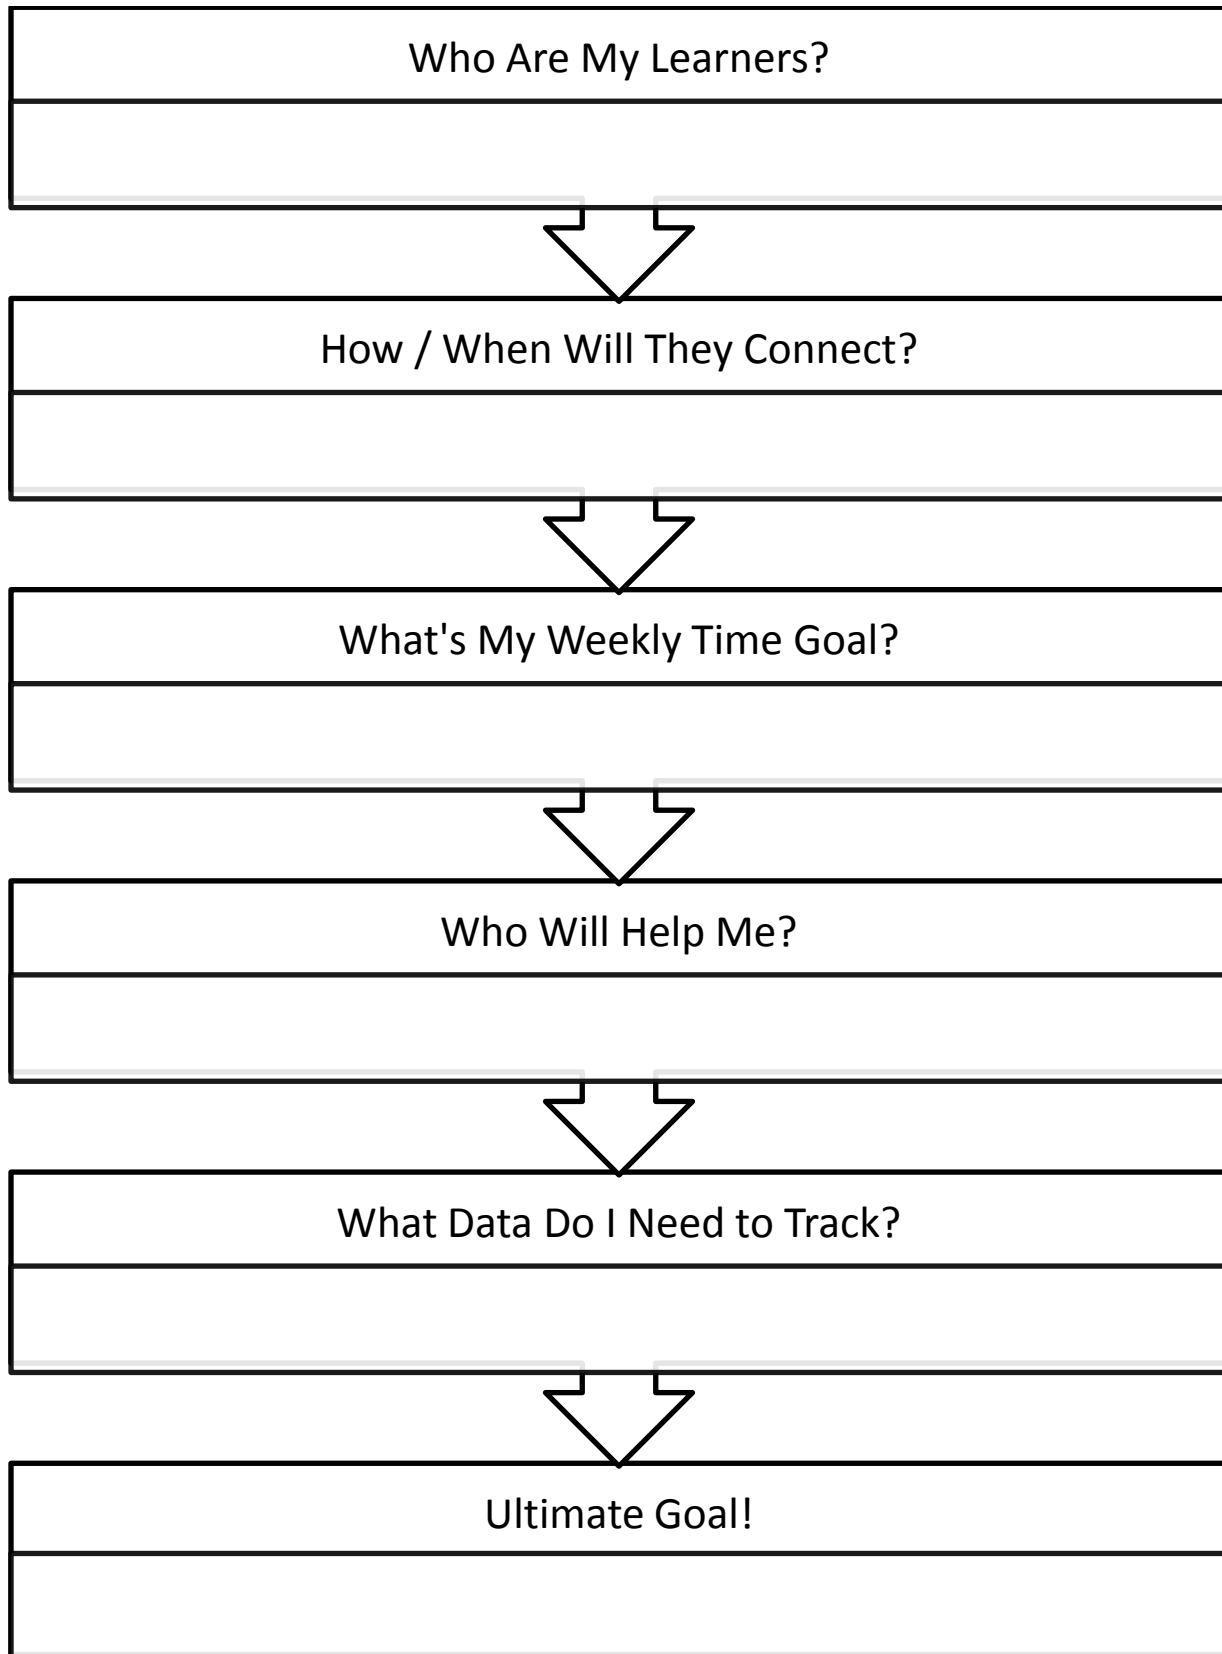 Who Are My Learners?
How / When Will They Connect?
What's My Weekly Time Goal?
Who Will Help Me?
What Data Do I Need to Track?
Ultimate Goal!